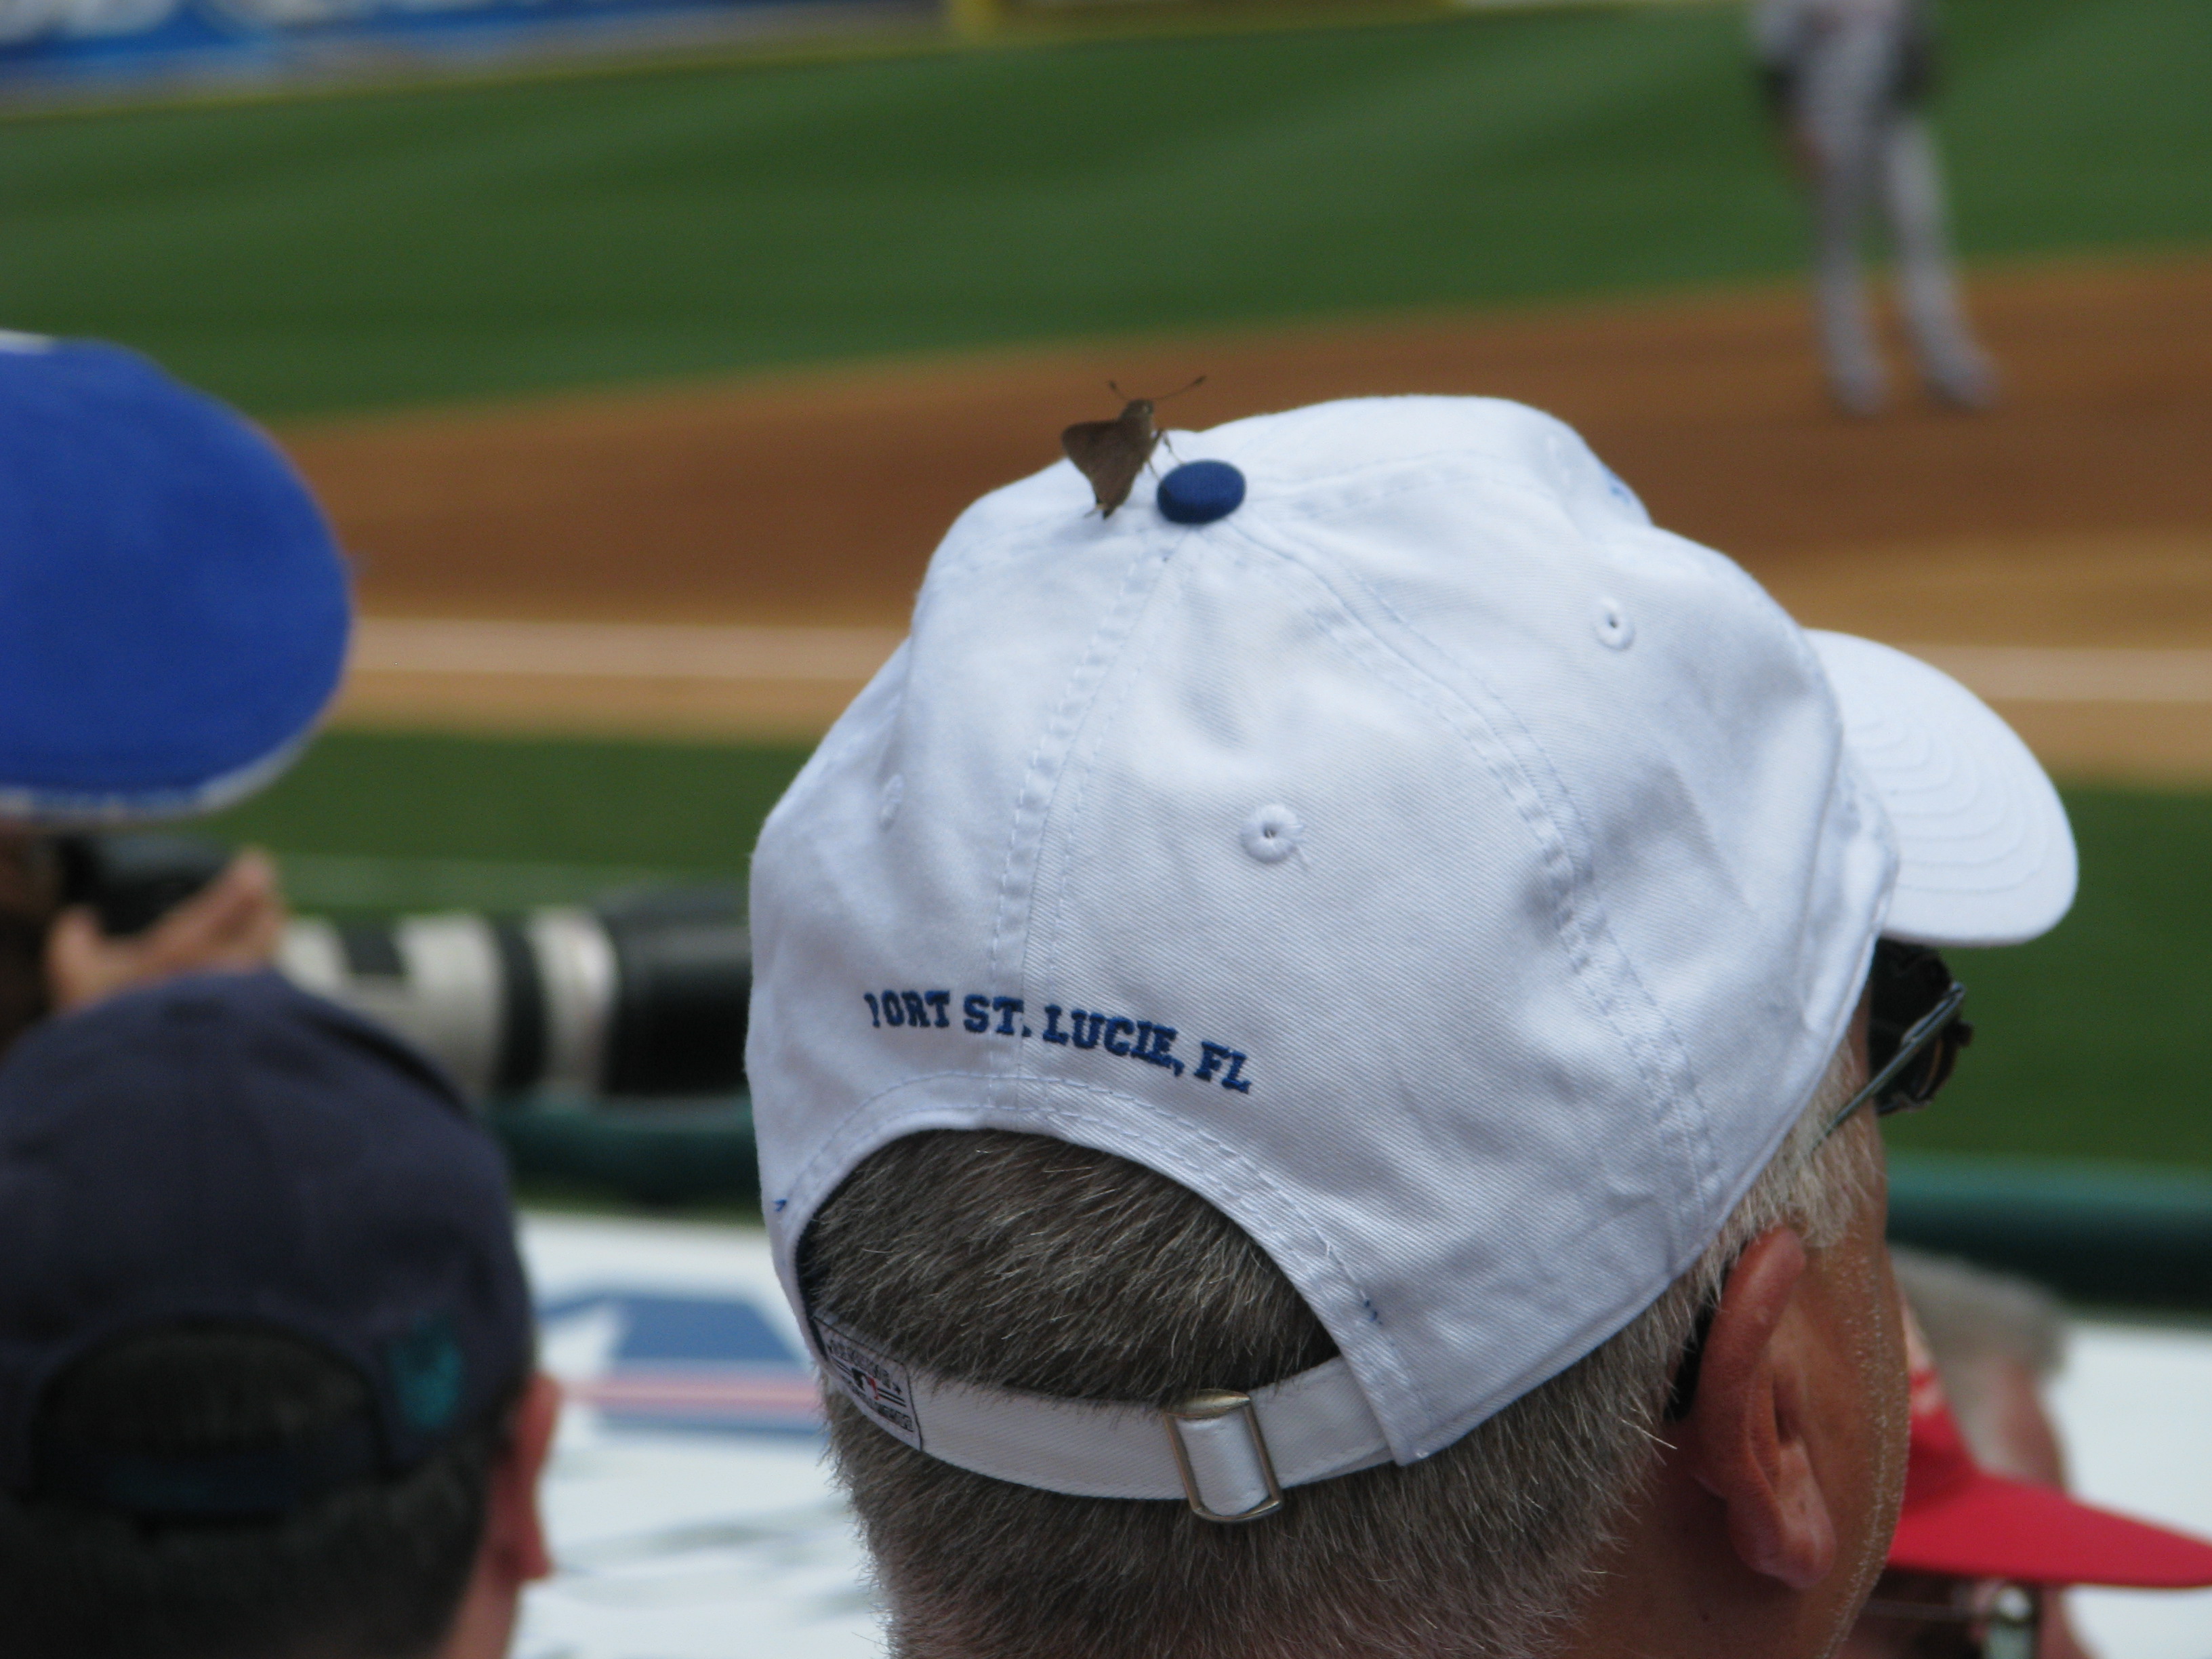 PORT ST. LUCIE, FL